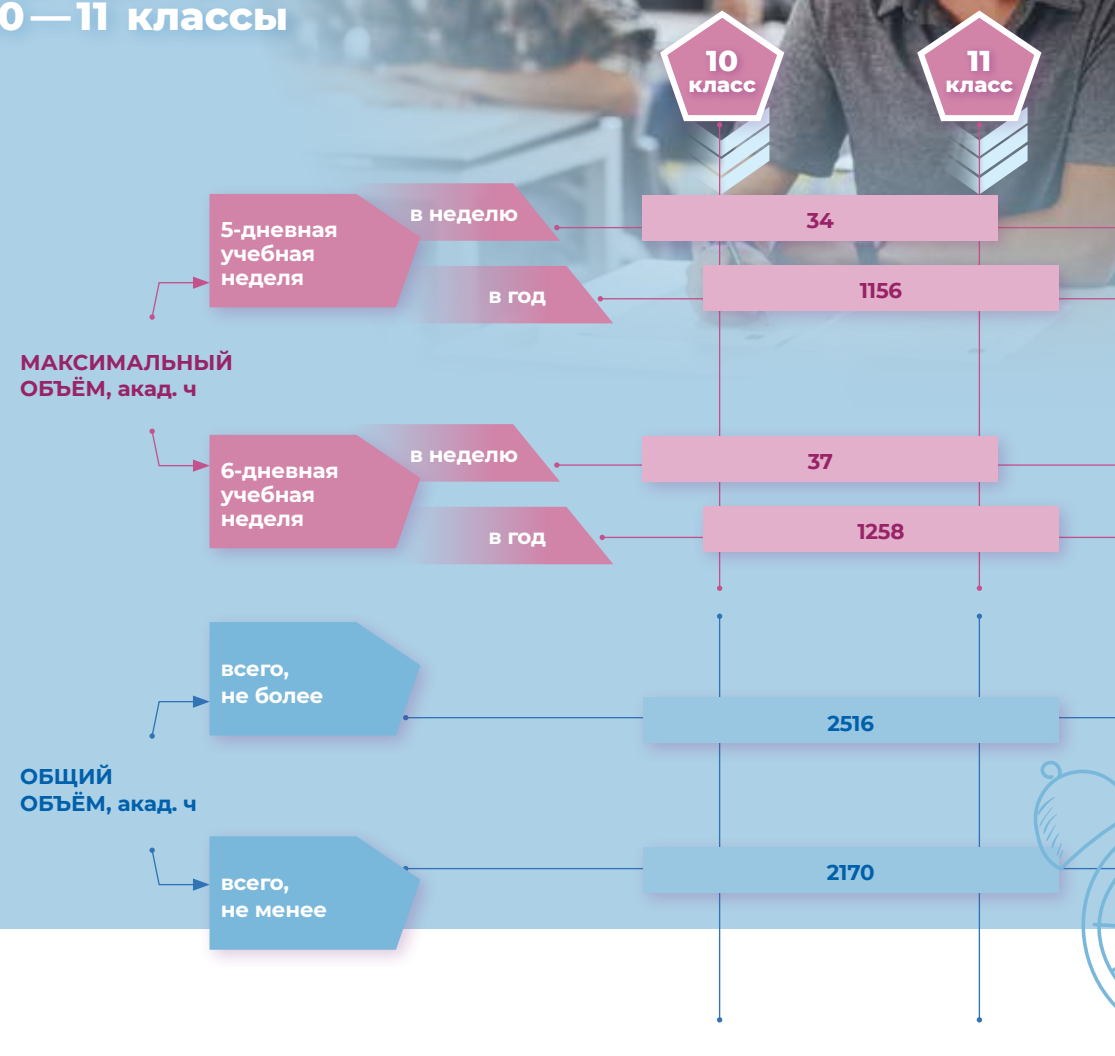 0—11 классы
10
класс
11
класс
5-дневная
учебная
неделя
в неделю
34
в год
1156
МАКСИМАЛЬНЫЙ
ОБЪЁМ, акад. ч
6-дневная
учебная
неделя
в неделю
37
в год
1258
всего,
не более
2516
ОБЩИЙ
ОБЪЁМ, акад. ч
всего,
не менее
2170